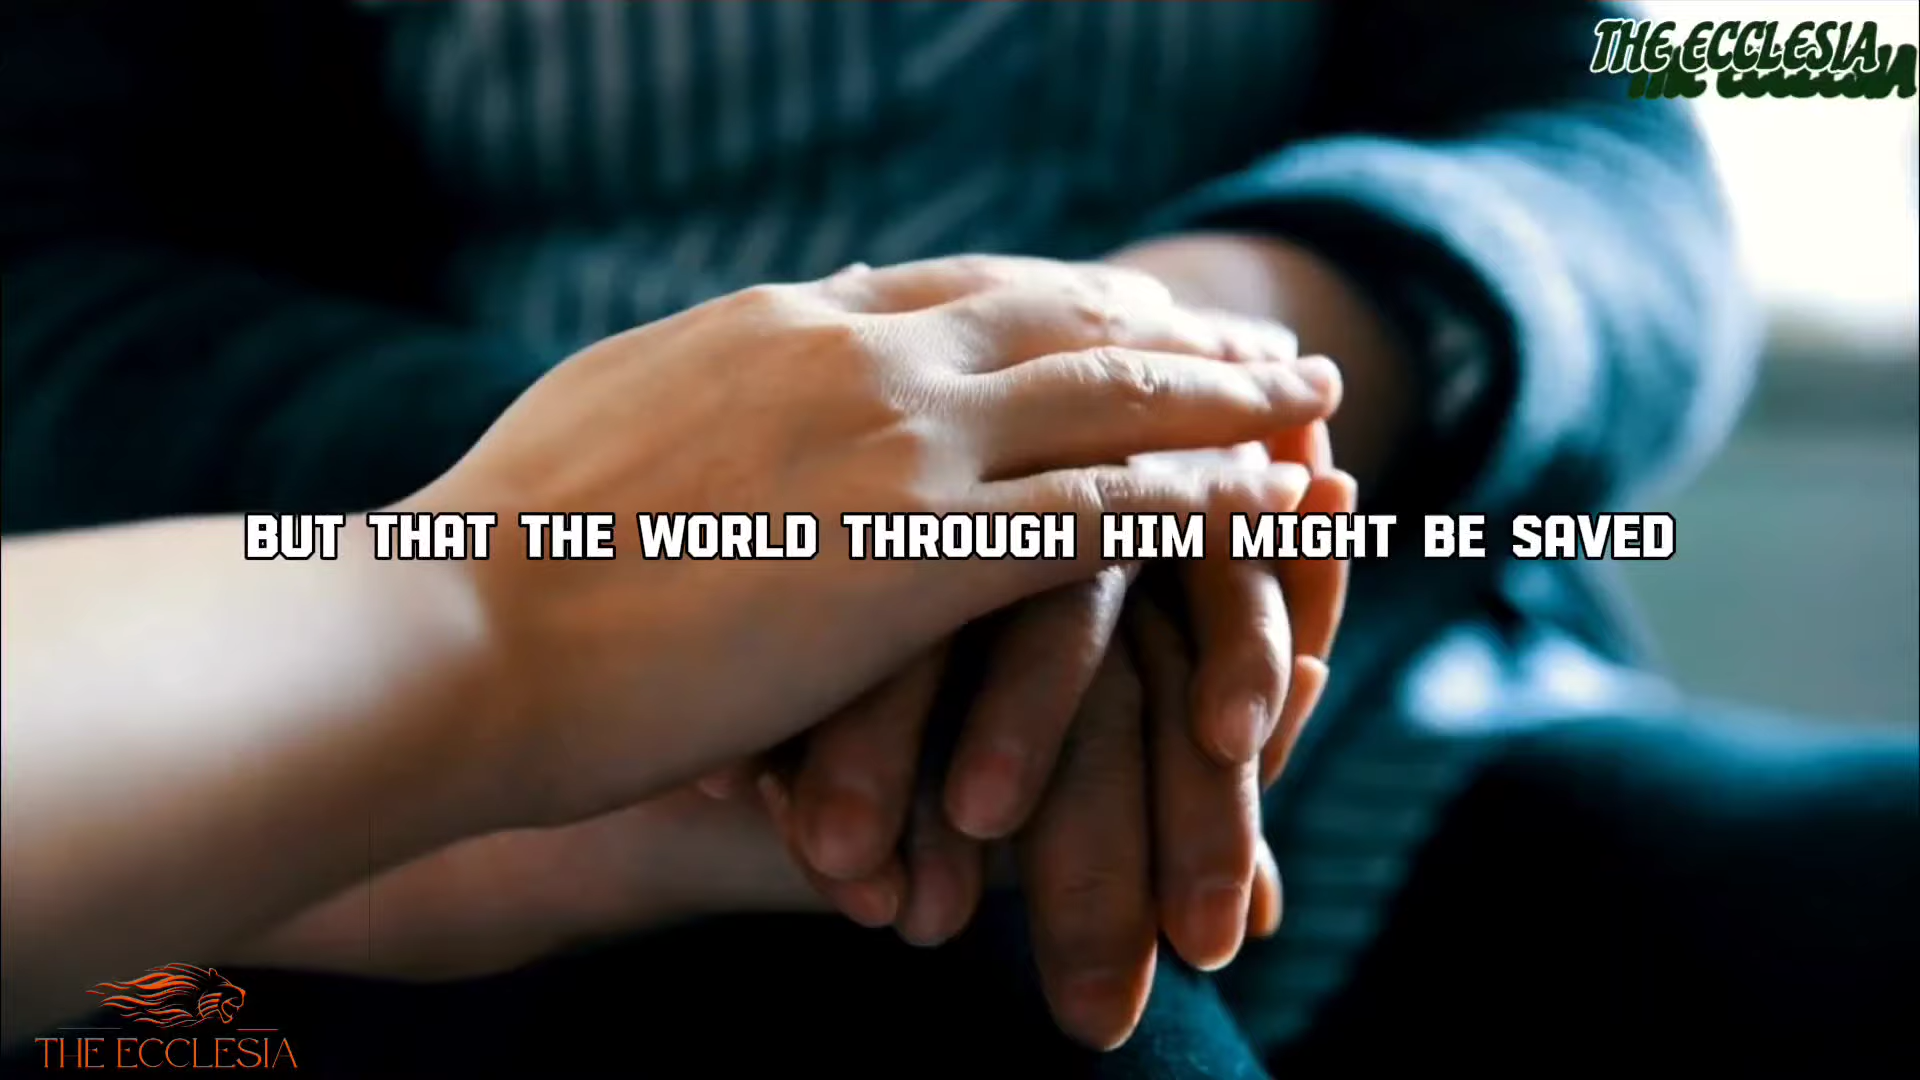 THE ECCLESIA
BUT THAT THE WORLD THROUGH HIM MIGHT BE SAVED
THE ECCLESIA